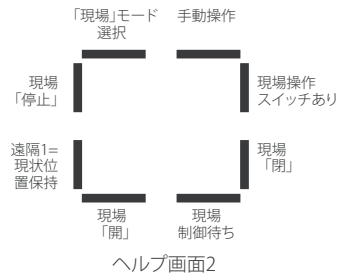 「現場」モード
選択
手動操作
現場
「停止」
現場操作
スイッチあり
遠隔1=
現状位
置保持
現場
「閉」
現場
「開」
現場
制御待ち
ヘルプ画面2